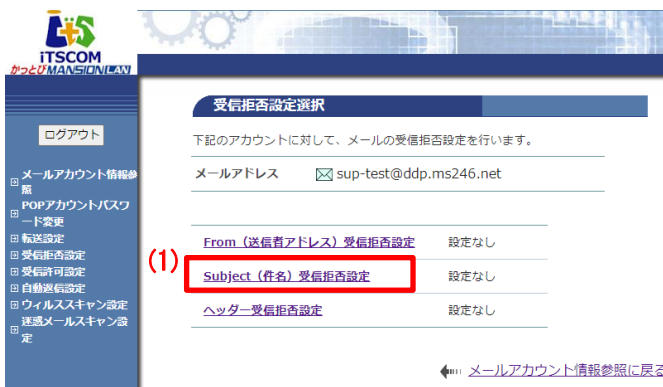 iTSCOM
かっとびMANSIONLAN
ログアウト
メールアカウント情報参
照
POPアカウントパスワ
ード変更
転送設定
受信拒否設定
受信許可設定
自動返信設定
ウィルススキャン設定
迷惑メールスキャン設
定
受信拒否設定選択
下記のアカウントに対して、メールの受信拒否設定を行います。
メールアドレス sup-test@ddp.ms246.net
From（送信者アドレス）受信拒否設定 設定なし
(1) Subject（件名）受信拒否設定 設定なし
ヘッダー受信拒否設定 設定なし
メールアカウント情報参照に戻る